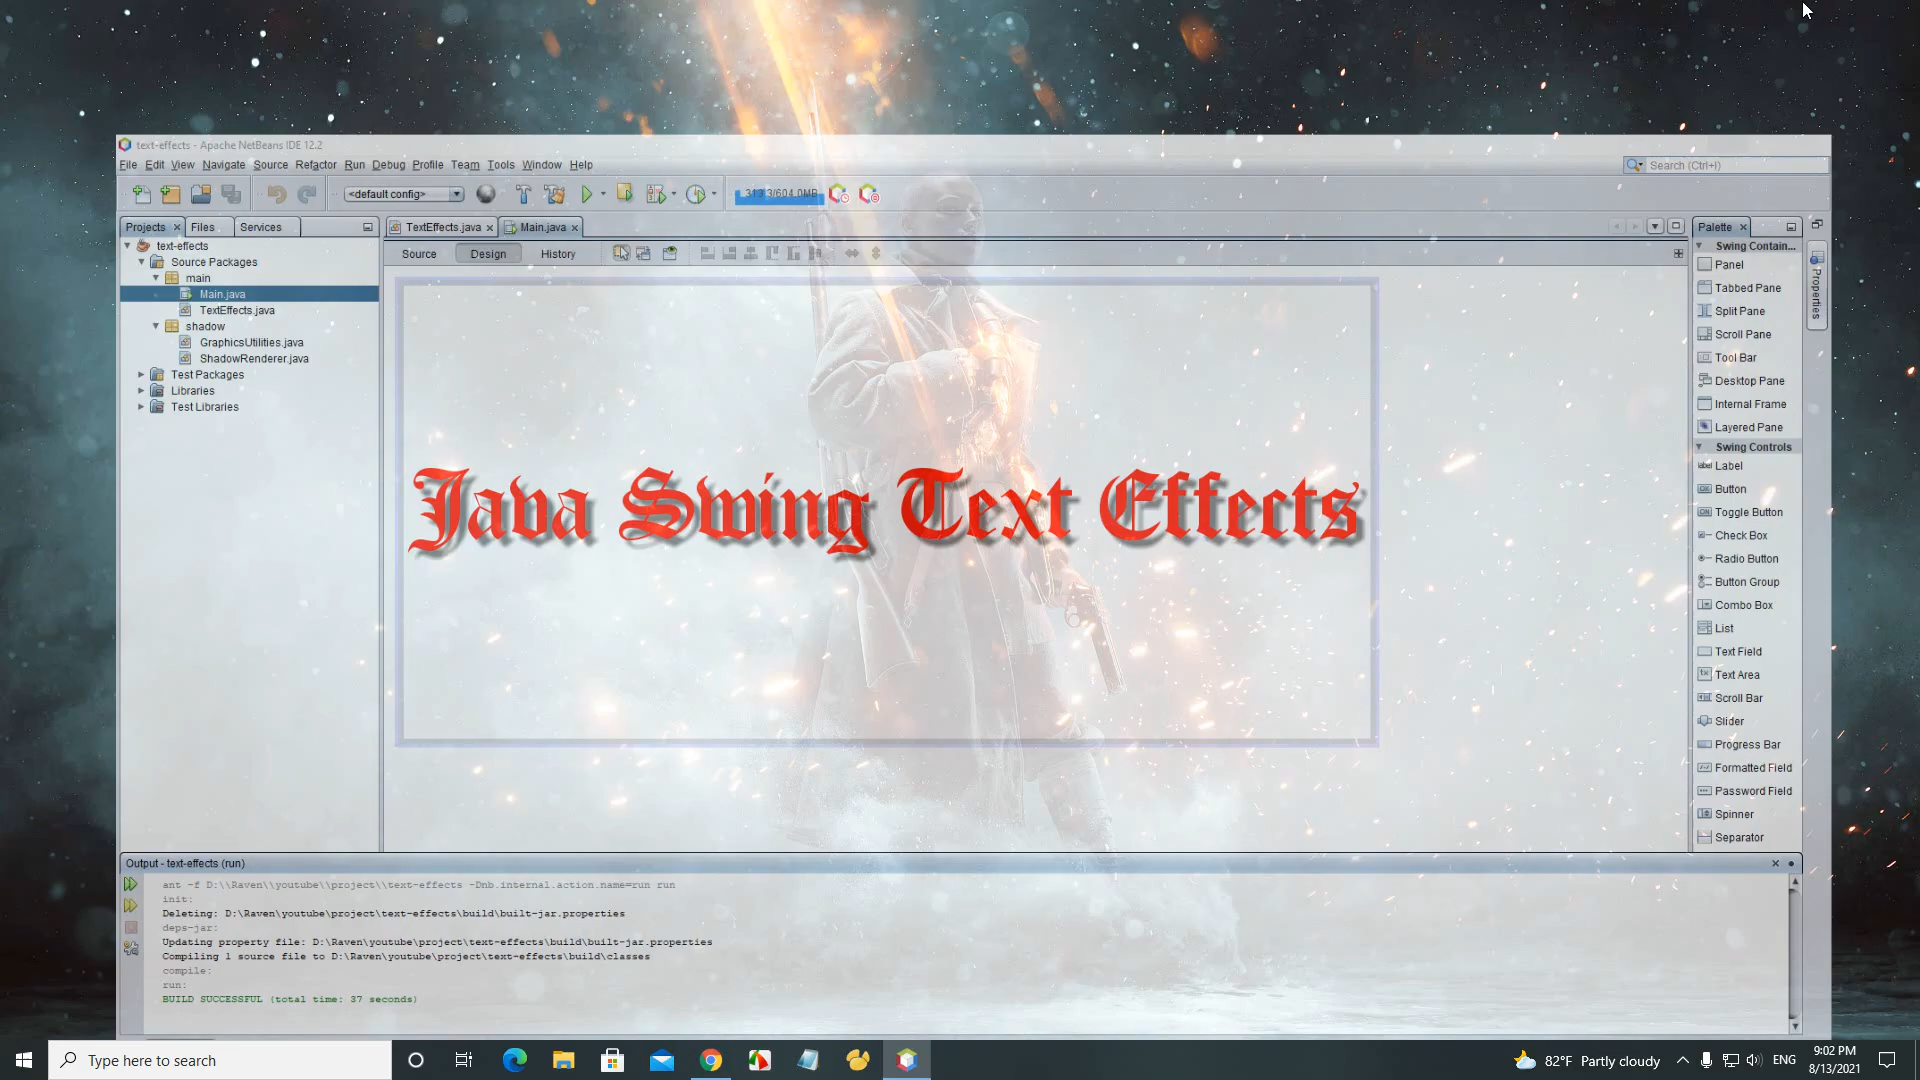 text-effects - Apache NetBeans IDE 12.2
File Edit View Navigate Source Refactor Run Debug Profile Team Tools Window Help
Search (Ctrl+I)
<default config>
313.3/604.0MB
Projects Files Services
TextEffects.java Main.java
Palette
Source Design History
text-effects
Source Packages
main
Main.java
TextEffects.java
shadow
GraphicsUtilities.java
ShadowRenderer.java
Test Packages
Libraries
Test Libraries
Java Swing Text Effects
Swing Contain...
Panel
Tabbed Pane
Split Pane
Scroll Pane
Tool Bar
Desktop Pane
Internal Frame
Layered Pane
Swing Controls
Label
Button
Toggle Button
Check Box
Radio Button
Button Group
Combo Box
List
Text Field
Text Area
Scroll Bar
Slider
Progress Bar
Formatted Field
Password Field
Spinner
Separator
Properties
Output - text-effects (run)
ant -f D:\\Raven\\youtube\\project\\text-effects -Dnb.internal.action.name=run run
init:
Deleting: D:\Raven\youtube\project\text-effects\build\built-jar.properties
deps-jar:
Updating property file: D:\Raven\youtube\project\text-effects\build\built-jar.properties
Compiling 1 source file to D:\Raven\youtube\project\text-effects\build\classes
compile:
run:
BUILD SUCCESSFUL (total time: 37 seconds)
Type here to search
82°F Partly cloudy
ENG
9:02 PM
8/13/2021